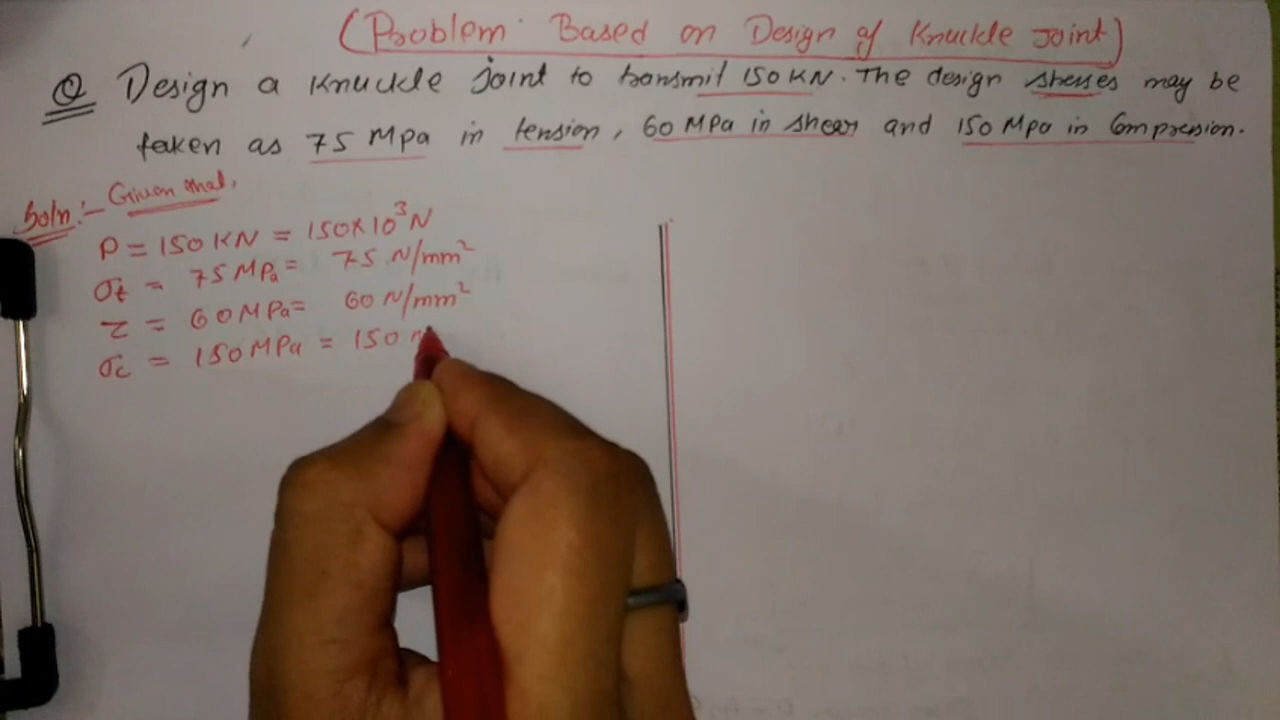 (Problem Based on Design of Knuckle Joint)
Q Design a Knuckle Joint to transmit 150 KN. The design stresses may be
taken as 75 MPa in tension, 60 MPa in shear and 150 MPa in Compression.
Soln:- Given that,
P = 150 KN = 150×10³ N
σt = 75 MPa = 75 N/mm²
τ = 60 MPa = 60 N/mm²
σc = 150 MPa = 150